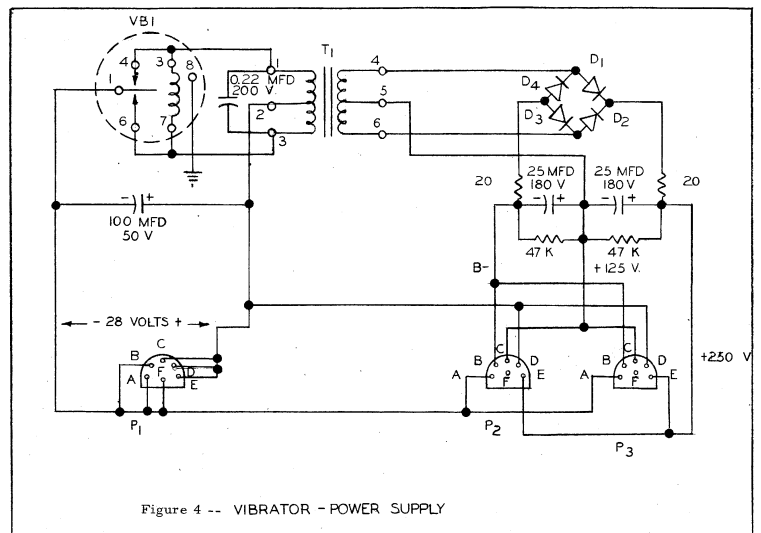 VB1
4 3 8
1
6 7
0.22 MFD
200 V.
1
2
3
T1
4
5
6
D4 D1
D3 D2
20
25 MFD
180 V
25 MFD
180 V
20
- +
- +
47 K
47 K
- +
100 MFD
50 V
B-
+125 V.
+250 V
- 28 VOLTS +
C
B
A F D
E
P1
C
B D
A F E
P2
C
B D
A F E
P3
Figure 4 -- VIBRATOR - POWER SUPPLY